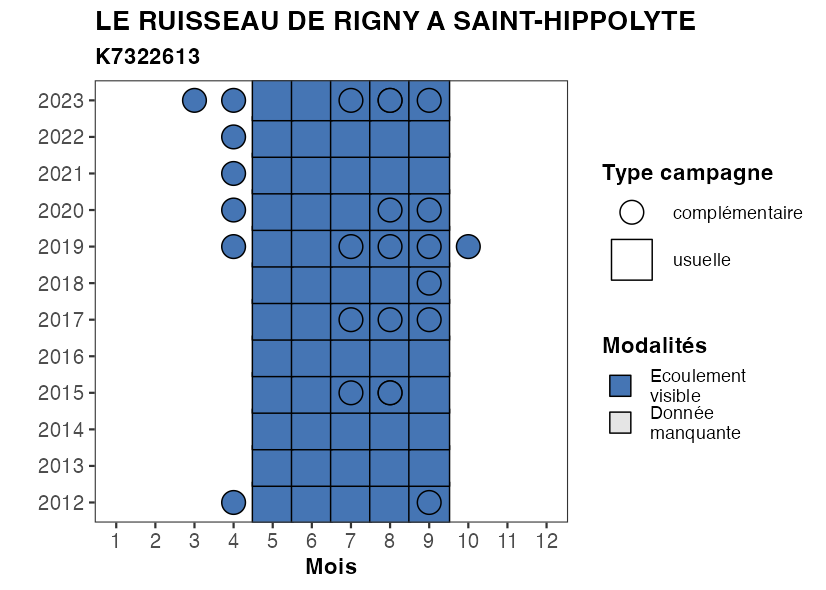 LE RUISSEAU DE RIGNY A SAINT-HIPPOLYTE
K7322613
2023
2022
2021
2020
2019
2018
2017
2016
2015
2014
2013
2012
1 2 3 4 5 6 7 8 9 10 11 12
Mois
Type campagne
complémentaire
usuelle
Modalités
Ecoulement
visible
Donnée
manquante